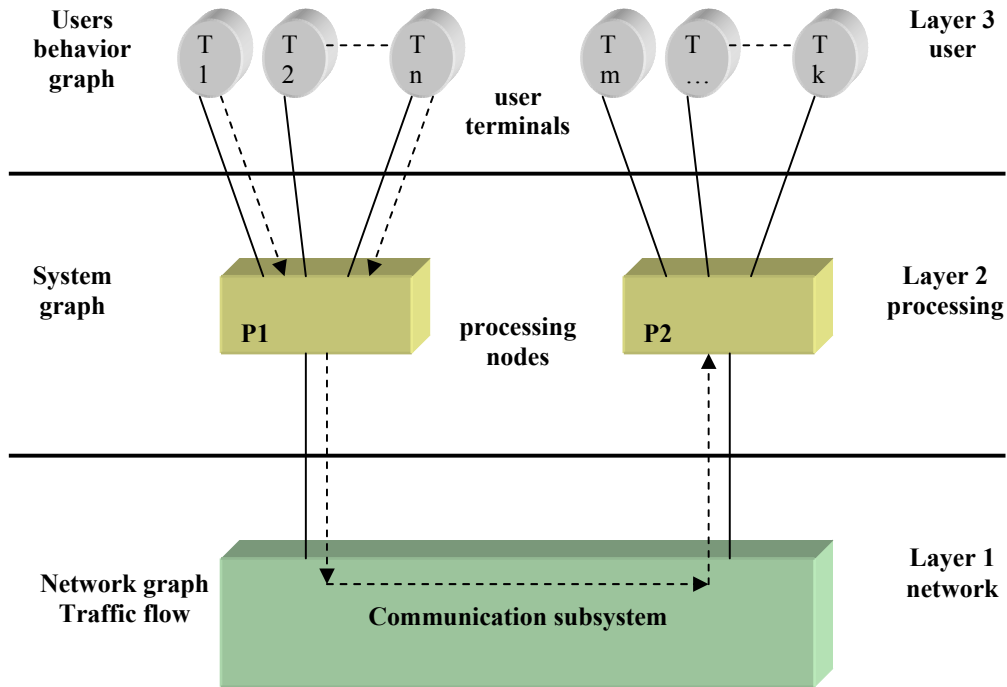 Users
behavior
graph
T
1
T
2
T
n
T
m
T
...
T
k
Layer 3
user
user
terminals
System
graph
P1
processing
nodes
P2
Layer 2
processing
Network graph
Traffic flow
Communication subsystem
Layer 1
network